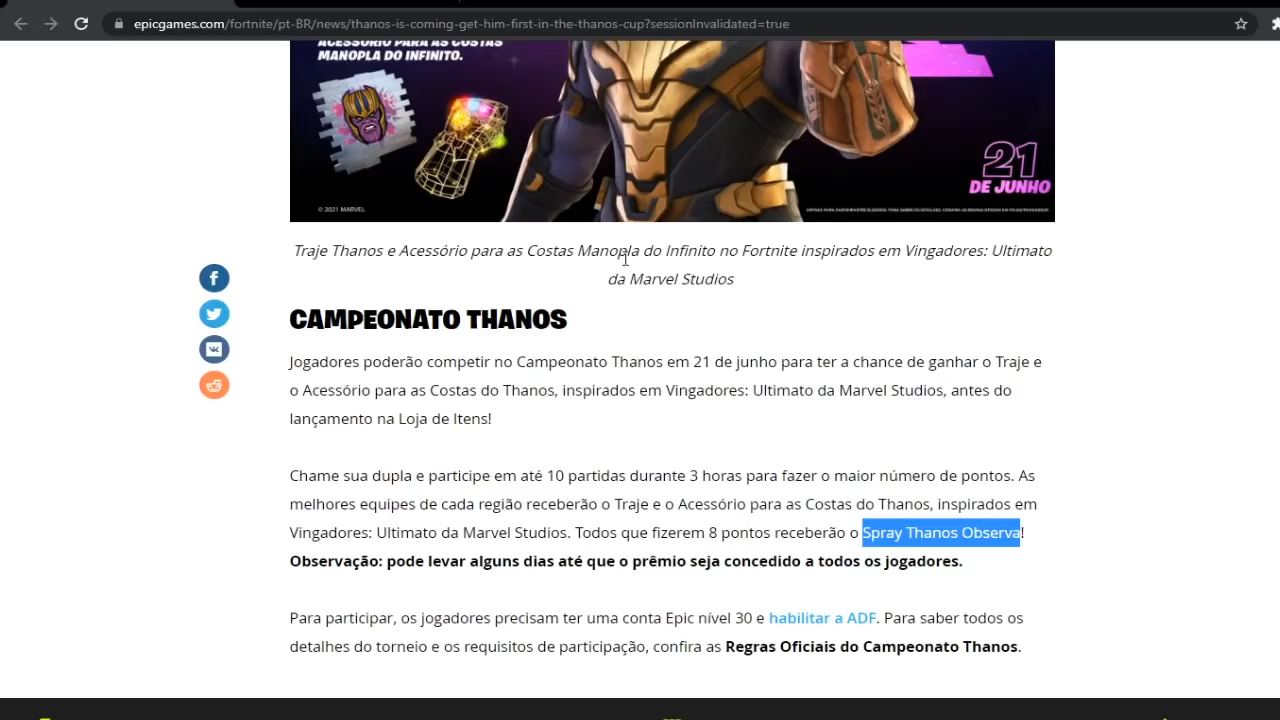 epicgames.com/fortnite/pt-BR/news/thanos-is-coming-get-him-first-in-the-thanos-cup?sessionInvalidated=true
ACESSÓRIO PARA AS COSTAS
MANOPLA DO INFINITO.
21
DE JUNHO
© 2021 MARVEL
Traje Thanos e Acessório para as Costas Manopla do Infinito no Fortnite inspirados em Vingadores: Ultimato
da Marvel Studios
CAMPEONATO THANOS
Jogadores poderão competir no Campeonato Thanos em 21 de junho para ter a chance de ganhar o Traje e
o Acessório para as Costas do Thanos, inspirados em Vingadores: Ultimato da Marvel Studios, antes do
lançamento na Loja de Itens!
Chame sua dupla e participe em até 10 partidas durante 3 horas para fazer o maior número de pontos. As
melhores equipes de cada região receberão o Traje e o Acessório para as Costas do Thanos, inspirados em
Vingadores: Ultimato da Marvel Studios. Todos que fizerem 8 pontos receberão o Spray Thanos Observa!
Observação: pode levar alguns dias até que o prêmio seja concedido a todos os jogadores.
Para participar, os jogadores precisam ter uma conta Epic nível 30 e habilitar a ADF. Para saber todos os
detalhes do torneio e os requisitos de participação, confira as Regras Oficiais do Campeonato Thanos.